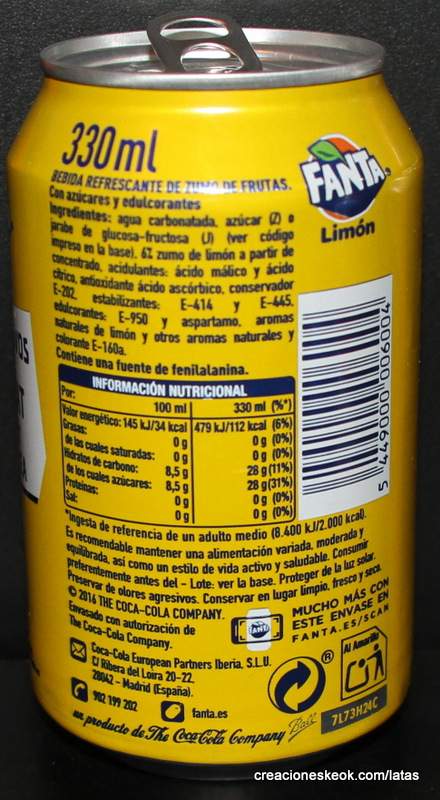 330ml
BEBIDA REFRESCANTE DE ZUMO DE FRUTAS.
Con azúcares y edulcorantes
Ingredientes: agua carbonatada, azúcar (Z) o
jarabe de glucosa-fructosa (J) (ver código
impreso en la base), 6% zumo de limón a partir de
concentrado, acidulantes: ácido málico y ácido
cítrico, antioxidante ácido ascórbico, conservador
E-202, estabilizantes: E-414 y E-445,
edulcorantes: E-950 y aspartamo, aromas
naturales de limón y otros aromas naturales y
colorante E-160a.
Contiene una fuente de fenilalanina.
FANTA
Limón
INFORMACIÓN NUTRICIONAL
Por: 100 ml 330 ml (%*)
Valor energético: 145 kJ/34 kcal 479 kJ/112 kcal (6%)
Grasas: 0 g 0 g (0%)
de las cuales saturadas: 0 g 0 g (0%)
Hidratos de carbono: 8,5 g 28 g (11%)
de los cuales azúcares: 8,5 g 28 g (31%)
Proteínas: 0 g 0 g (0%)
Sal: 0 g 0 g (0%)
5 449000 006004
*Ingesta de referencia de un adulto medio (8.400 kJ/2.000 kcal).
Es recomendable mantener una alimentación variada, moderada y
equilibrada, así como un estilo de vida activo y saludable. Consumir
preferentemente antes del - Lote: ver la base. Proteger de la luz solar.
Preservar de olores agresivos. Conservar en lugar limpio, fresco y seco.
© 2016 THE COCA-COLA COMPANY.
Envasado con autorización de
The Coca-Cola Company.
FANTA
MUCHO MÁS CON
ESTE ENVASE EN
FANTA.ES/SCAN
Coca-Cola European Partners Iberia, S.L.U.
C/ Ribera del Loira 20-22,
28042 - Madrid (España).
902 199 202
fanta.es
un producto de The Coca-Cola Company
Ball
®
Al Amarillo
7L73H24C
creacioneskeok.com/latas